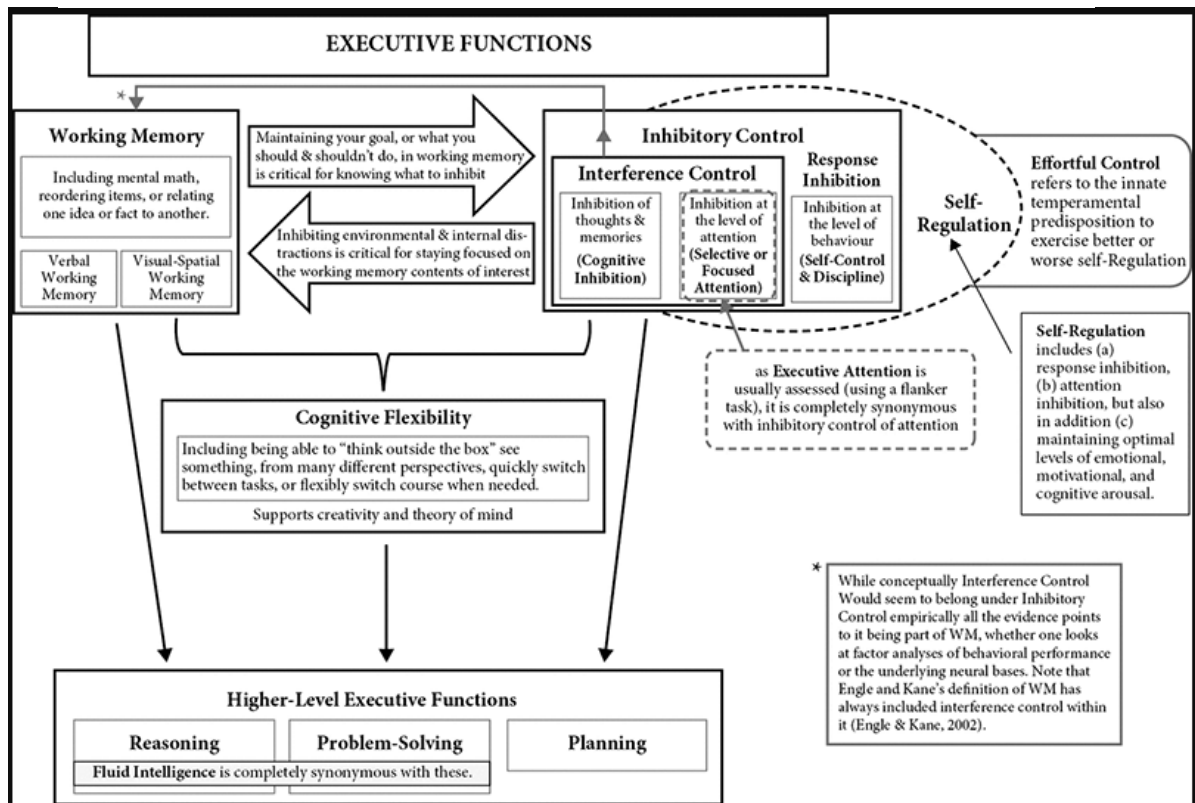 EXECUTIVE FUNCTIONS
*
Working Memory
Including mental math,
reordering items, or relating
one idea or fact to another.
Verbal
Working
Memory
Visual-Spatial
Working
Memory
Maintaining your goal, or what you
should & shouldn't do, in working memory
is critical for knowing what to inhibit
Inhibiting environmental & internal dis-
tractions is critical for staying focused
on the working memory contents of interest
Inhibitory Control
Interference Control
Inhibition of
thoughts &
memories
(Cognitive
Inhibition)
Inhibition at
the level of
attention
(Selective or
Focused
Attention)
Response
Inhibition
Inhibition at
the level of
behaviour
(Self-Control
& Discipline)
Self-
Regulation
Effortful Control
refers to the innate
temperamental
predisposition to
exercise better or
worse self-Regulation
Self-Regulation
includes (a)
response inhibition,
(b) attention
inhibition, but also
in addition (c)
maintaining optimal
levels of emotional,
motivational, and
cognitive arousal.
as Executive Attention is
usually assessed (using a flanker
task), it is completely synonymous
with inhibitory control of attention
Cognitive Flexibility
Including being able to "think outside the box" see
something, from many different perspectives, quickly switch
between tasks, or flexibly switch course when needed.
Supports creativity and theory of mind
*
While conceptually Interference Control
Would seem to belong under Inhibitory
Control empirically all the evidence points
to it being part of WM, whether one looks
at factor analyses of behavioral performance
or the underlying neural bases. Note that
Engle and Kane's definition of WM has
always included interference control within
it (Engle & Kane, 2002).
Higher-Level Executive Functions
Reasoning
Problem-Solving
Planning
Fluid Intelligence is completely synonymous with these.